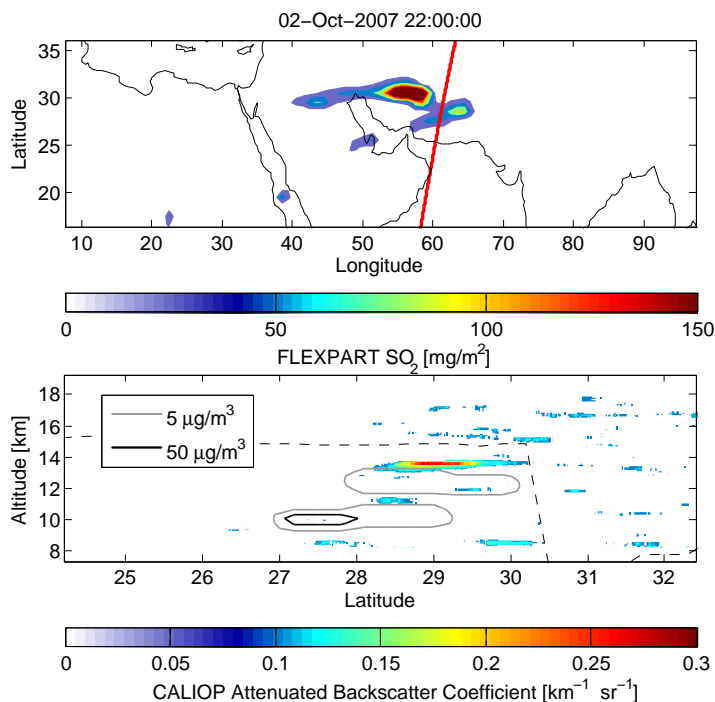 02−Oct−2007 22:00:00
35
30
25
20
Latitude
10 20 30 40 50 60 70 80 90
Longitude
0 50 100 150
FLEXPART SO2 [mg/m2]
18
16
14
12
10
8
Altitude [km]
5 µg/m3
50 µg/m3
25 26 27 28 29 30 31 32
Latitude
0 0.05 0.1 0.15 0.2 0.25 0.3
CALIOP Attenuated Backscatter Coefficient [km−1 sr−1]